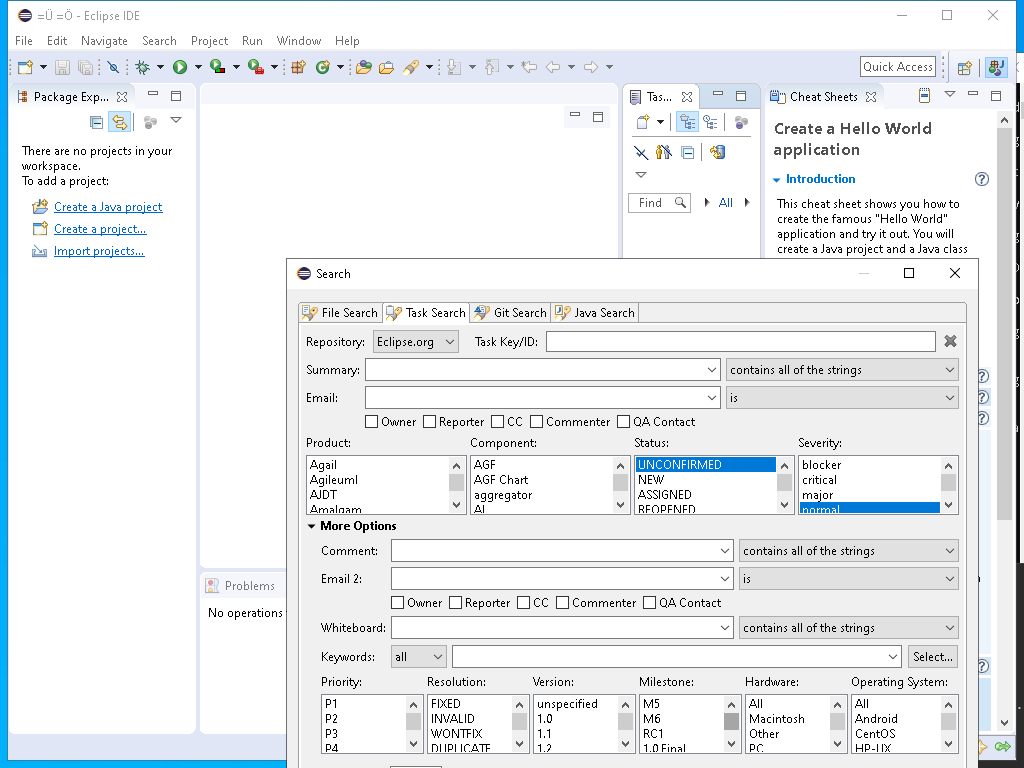 =Ü =Ö - Eclipse IDE
File Edit Navigate Search Project Run Window Help
Quick Access
Package Exp...
There are no projects in your
workspace.
To add a project:
Create a Java project
Create a project...
Import projects...
Tas...
Find
All
Cheat Sheets
Create a Hello World
application
Introduction
This cheat sheet shows you how to
create the famous "Hello World"
application and try it out. You will
create a Java project and a Java class
Problems
No operations
Search
File Search Task Search Git Search Java Search
Repository: Eclipse.org Task Key/ID:
Summary: contains all of the strings
Email: is
Owner Reporter CC Commenter QA Contact
Product: Component: Status: Severity:
Agail AGF UNCONFIRMED blocker
Agileuml AGF Chart NEW critical
AJDT aggregator ASSIGNED major
Amalgam AJ REOPENED normal
More Options
Comment: contains all of the strings
Email 2: is
Owner Reporter CC Commenter QA Contact
Whiteboard: contains all of the strings
Keywords: all Select...
Priority: Resolution: Version: Milestone: Hardware: Operating System:
P1 FIXED unspecified M5 All All
P2 INVALID 1.0 M6 Macintosh Android
P3 WONTFIX 1.1 RC1 Other CentOS
P4 DUPLICATE 1.2 1.0 Final PC HP-UX